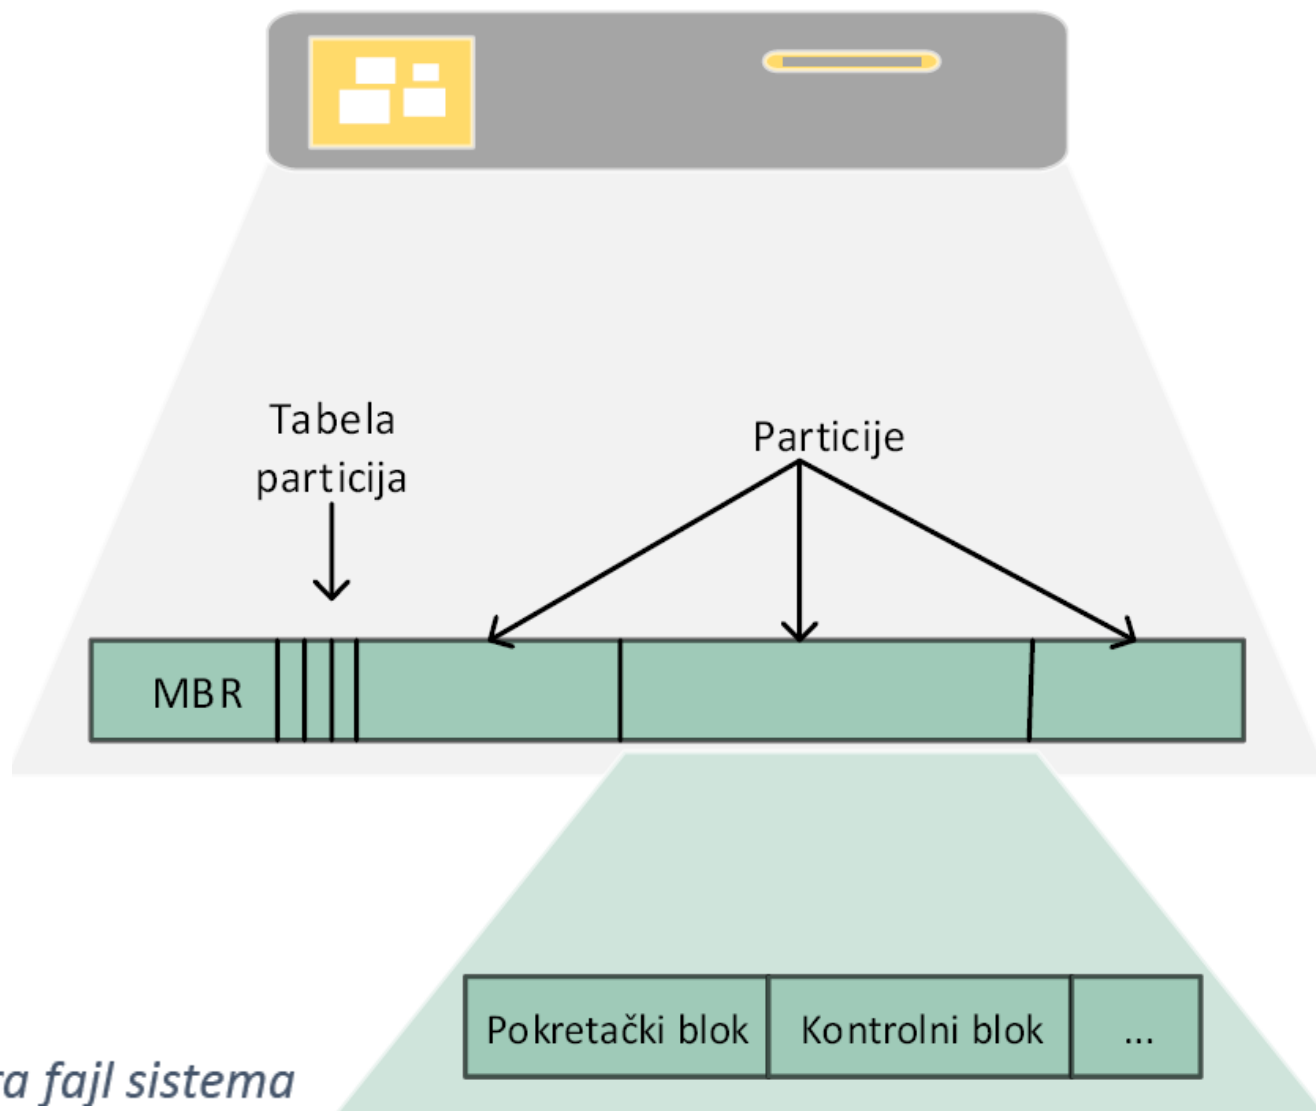 Tabela
particija
Particije
MBR
Pokretački blok
Kontrolni blok
...
fajl sistema